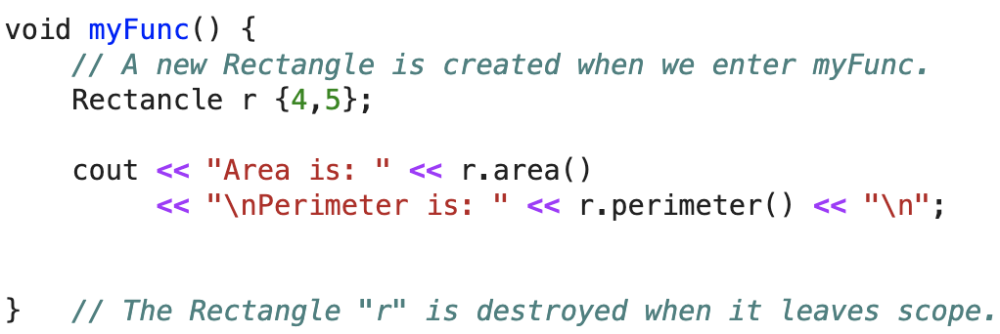 void myFunc() {
    // A new Rectangle is created when we enter myFunc.
    Rectancle r {4,5};
    cout << "Area is: " << r.area()
         << "\nPerimeter is: " << r.perimeter() << "\n";
}   // The Rectangle "r" is destroyed when it leaves scope.